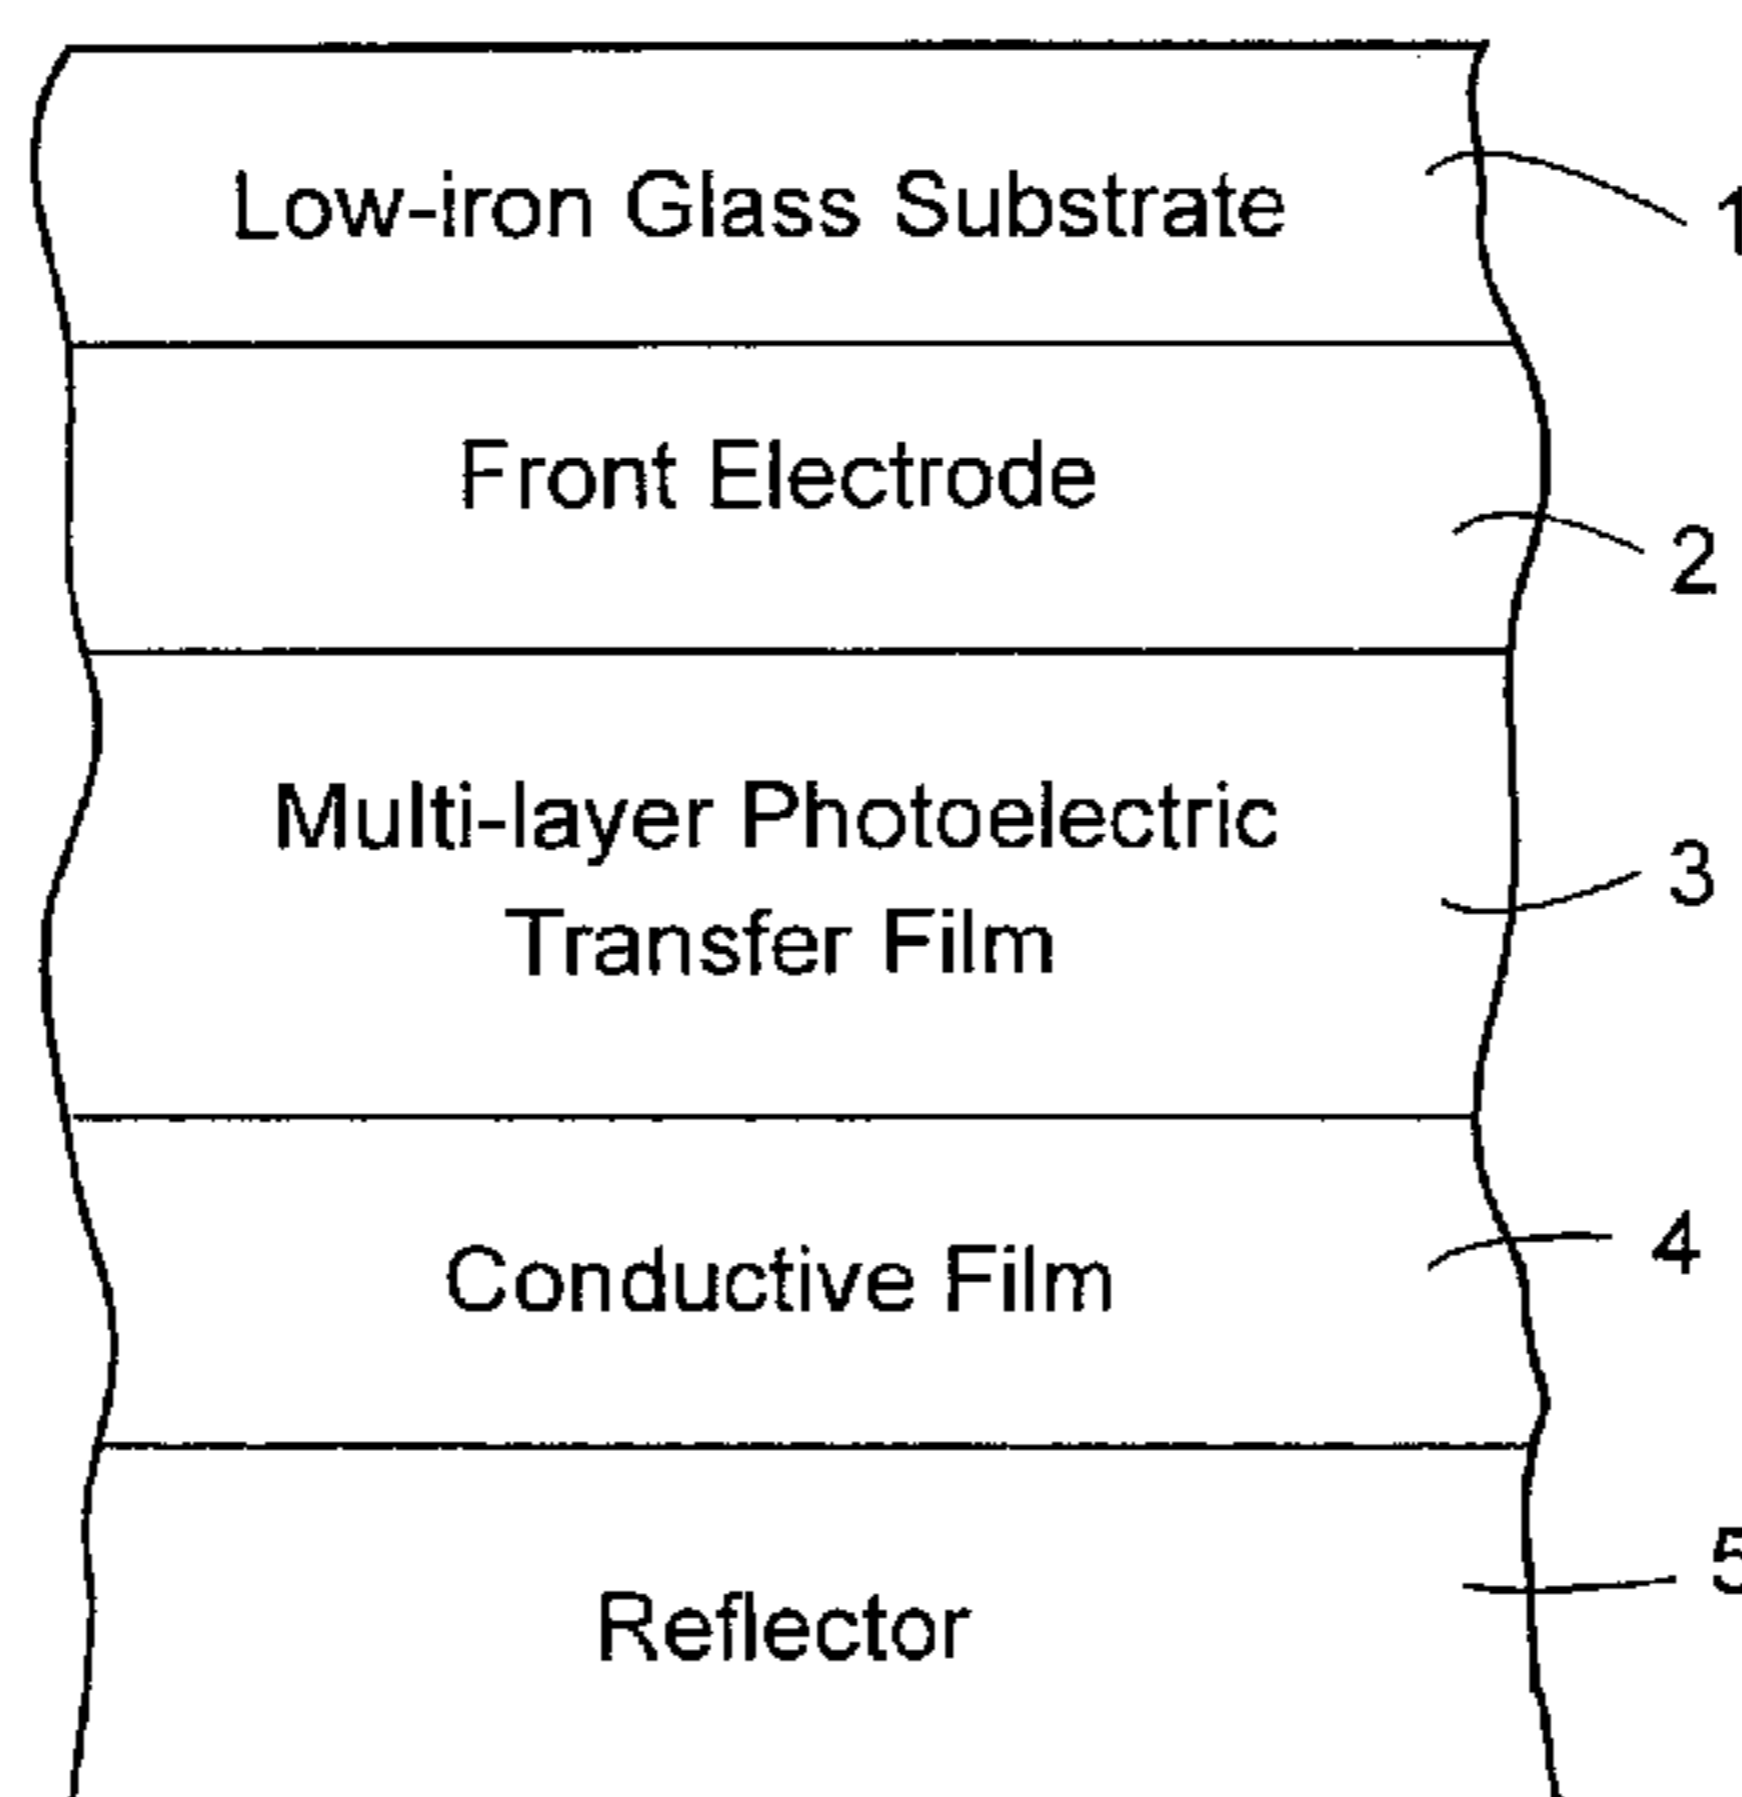 Low-iron Glass Substrate
1
Front Electrode
2
Multi-layer Photoelectric
Transfer Film
3
Conductive Film
4
Reflector
5